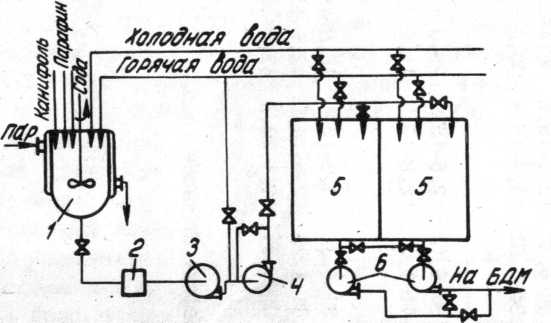 Холодная вода
Горячая вода
Канифоль
Парафин
Сода
Пар
1
2
3
4
5
5
6
На БДМ